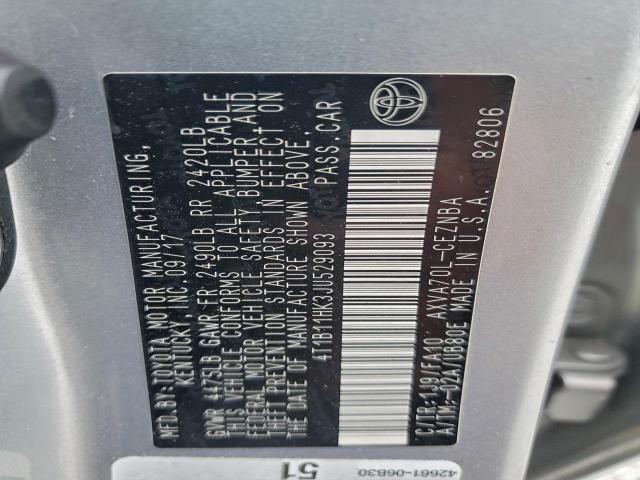 MFD.BY:TOYOTA MOTOR MANUFACTURING,
KENTUCKY, INC. 09/17
GVWR 4475LB GAWR FR 2490LB RR 2420LB
THIS VEHICLE CONFORMS TO ALL APPLICABLE
FEDERAL MOTOR VEHICLE SAFETY, BUMPER, AND
THEFT PREVENTION STANDARDS IN EFFECT ON
THE DATE OF MANUFACTURE SHOWN ABOVE.
4T1B11HK3JU529093 PASS.CAR
C/TR:1J9/FA10 AXVA70L-CEZNBA
A/TM:-02A/UB80E MADE IN U.S.A. 82806
42661-06B30
51